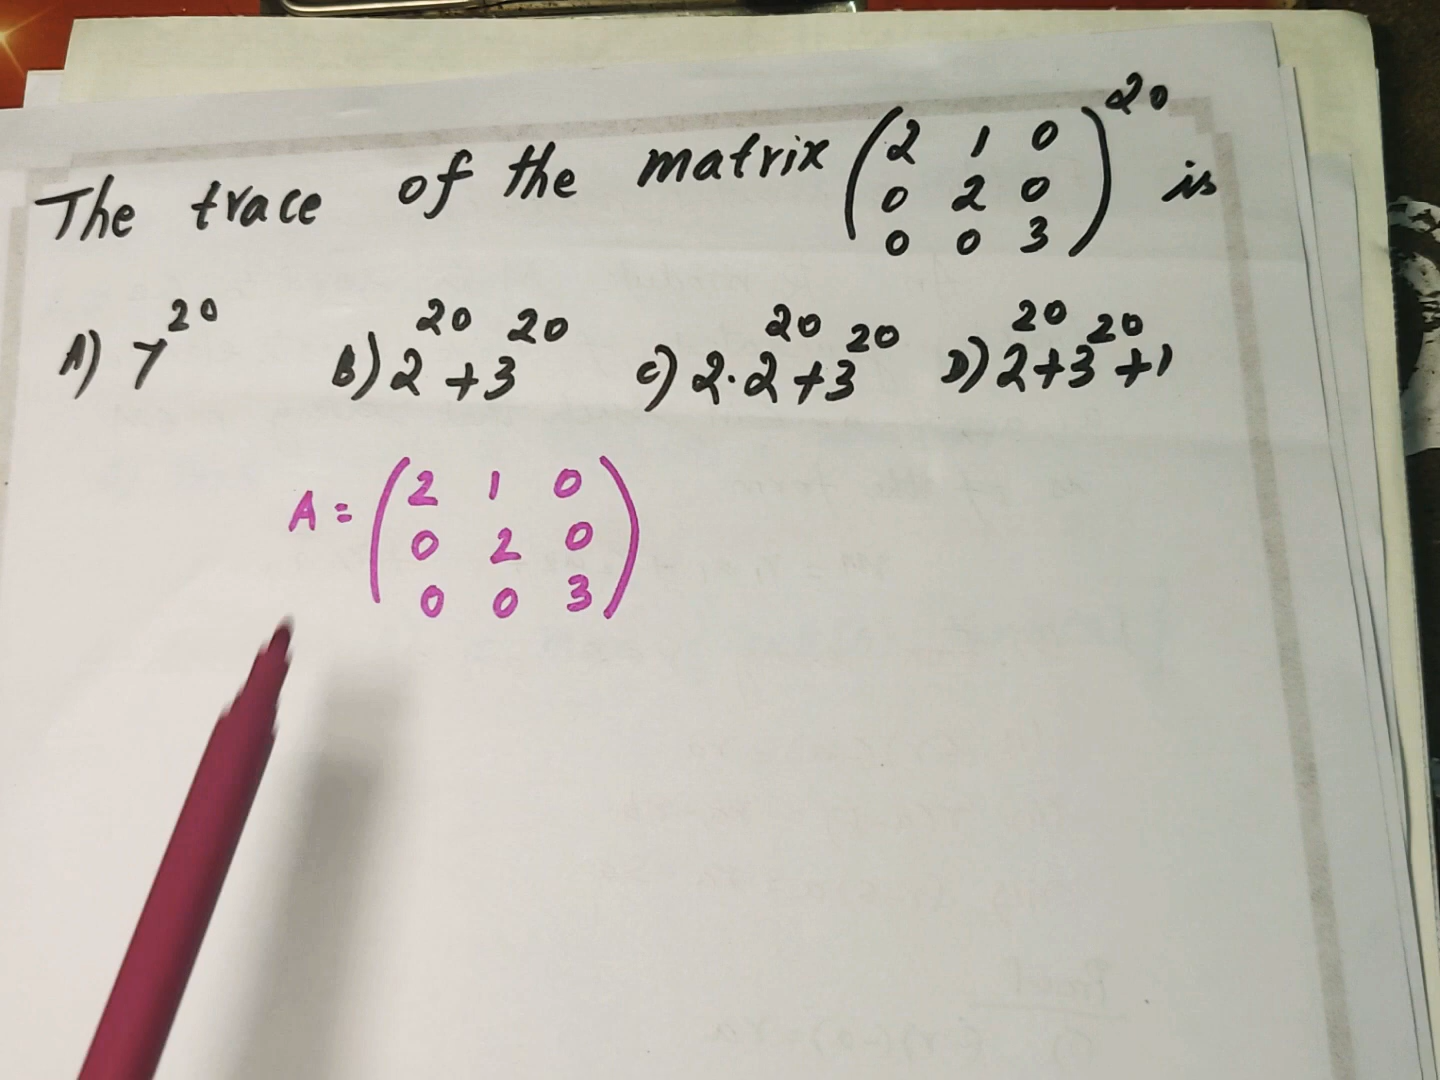 The trace of the matrix (2 1 0
0 2 0
0 0 3)^20 is
A) 7^20 B) 2^20+3^20 C) 2·2^20+3^20 D) 2^20+3^20+1
A = (2 1 0
0 2 0
0 0 3)